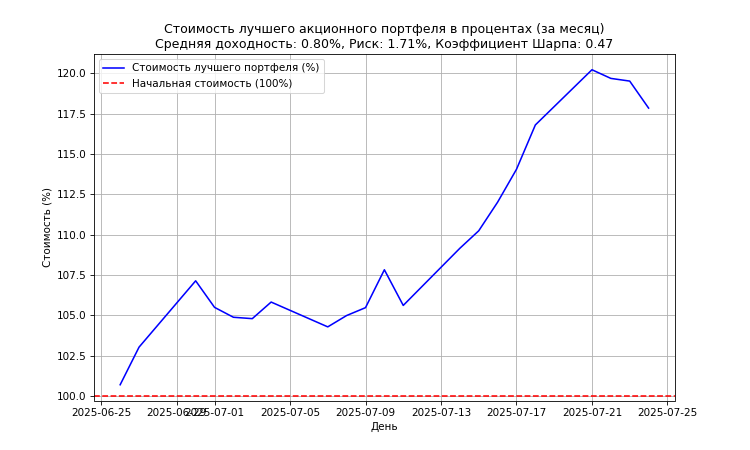 Стоимость лучшего акционного портфеля в процентах (за месяц)
Средняя доходность: 0.80%, Риск: 1.71%, Коэффициент Шарпа: 0.47
Стоимость лучшего портфеля (%)
Начальная стоимость (100%)
Стоимость (%)
120.0
117.5
115.0
112.5
110.0
107.5
105.0
102.5
100.0
2025-06-25 2025-06-29 2025-07-01 2025-07-05 2025-07-09 2025-07-13 2025-07-17 2025-07-21 2025-07-25
День